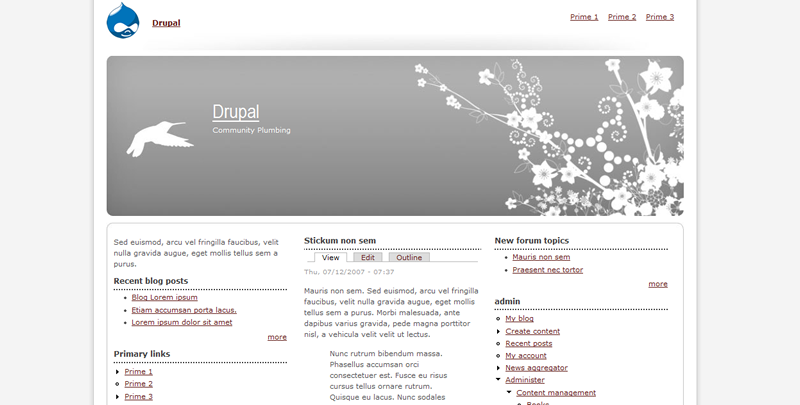 Drupal
Prime 1 Prime 2 Prime 3
Drupal
Community Plumbing
Sed euismod, arcu vel fringilla faucibus, velit
nulla gravida augue, eget mollis tellus sem a
purus.
Recent blog posts
Blog Lorem ipsum
Etiam accumsan porta lacus.
Lorem ipsum dolor sit amet
more
Primary links
Prime 1
Prime 2
Prime 3
Stickum non sem
View Edit Outline
Thu, 07/12/2007 - 07:37
Mauris non sem. Sed euismod, arcu vel fringilla
faucibus, velit nulla gravida augue, eget mollis
tellus sem a purus. Morbi malesuada, ante
dapibus varius gravida, pede magna porttitor
nisl, a vehicula velit velit ut lectus.
Nunc rutrum bibendum massa.
Phasellus accumsan orci
consectetuer est. Fusce eu risus
cursus tellus ornare rutrum.
Quisque eu lacus. Nunc sodales
New forum topics
Mauris non sem
Praesent nec tortor
more
admin
My blog
Create content
Recent posts
My account
News aggregator
Administer
Content management
Books